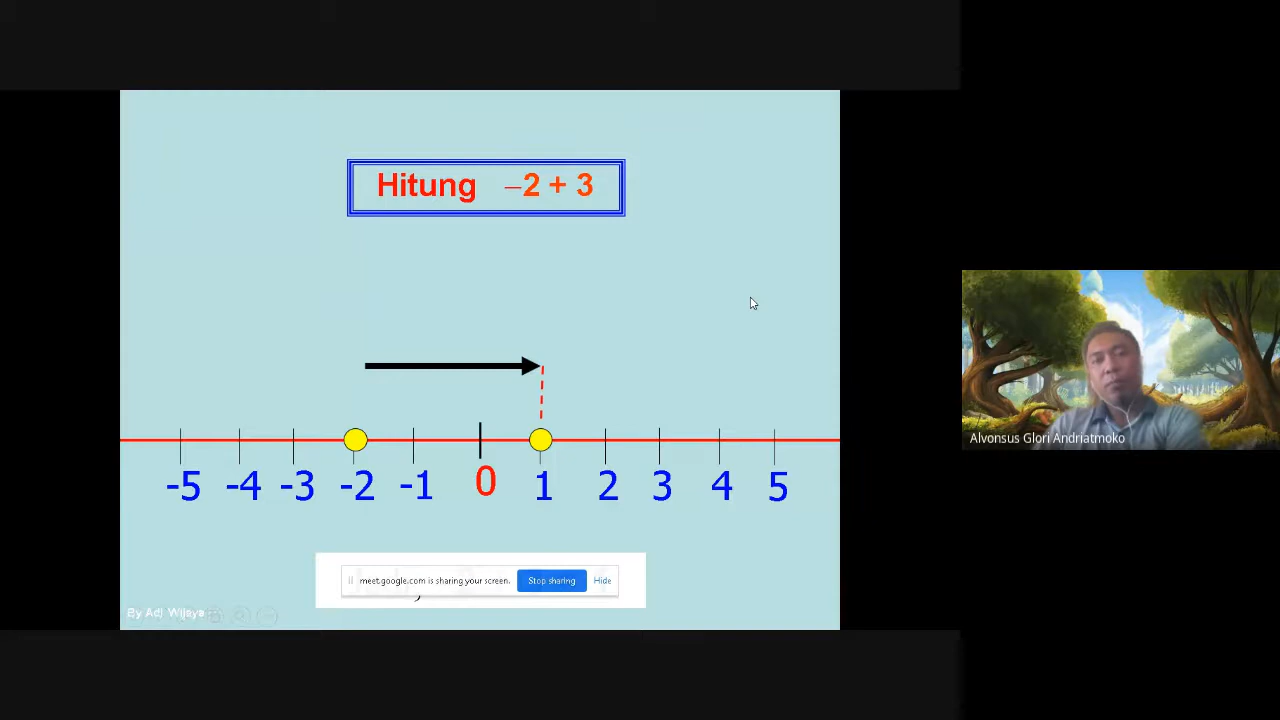 Hitung –2 + 3
-5 -4 -3 -2 -1 0 1 2 3 4 5
meet.google.com is sharing your screen. Stop sharing Hide
By Adi Wijaya
Alvonsus Glori Andriatmoko